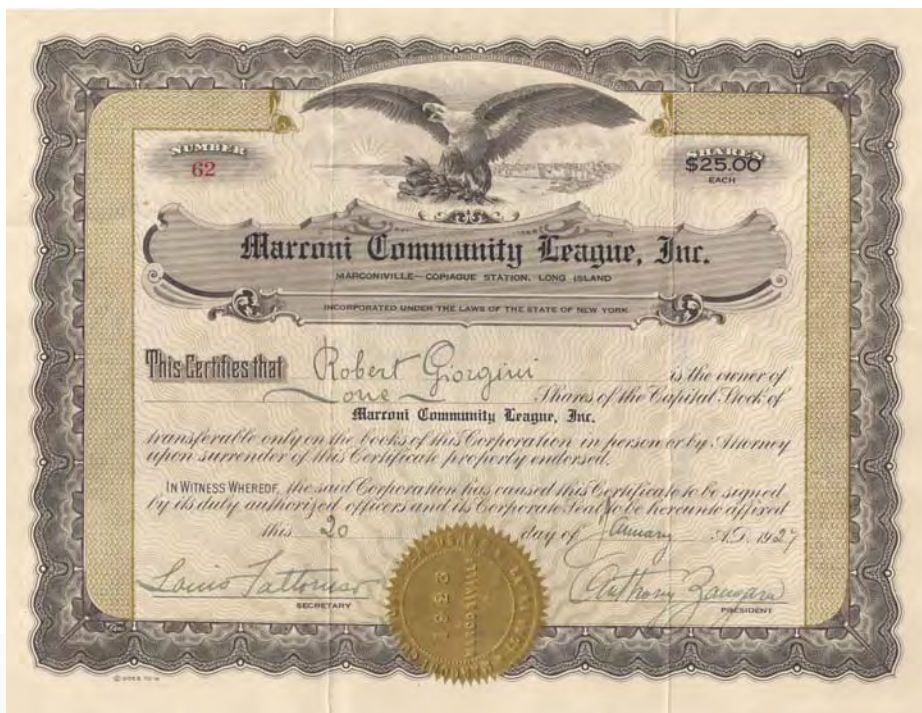 NUMBER
62
SHARES
$25.00
EACH
Marconi Community League, Inc.
MARCONIVILLE—COPIAGUE STATION, LONG ISLAND
INCORPORATED UNDER THE LAWS OF THE STATE OF NEW YORK
This Certifies that Robert Giorgini is the owner of
one Shares of the Capital Stock of
Marconi Community League, Inc.
transferable only on the books of this Corporation in person or by Attorney
upon surrender of this Certificate properly endorsed.
IN WITNESS WHEREOF, the said Corporation has caused this Certificate to be signed
by its duly authorized officers and its Corporate Seal to be hereunto affixed
this 20 day of January A.D. 1927
Louis
Anthony
SECRETARY
PRESIDENT
1923